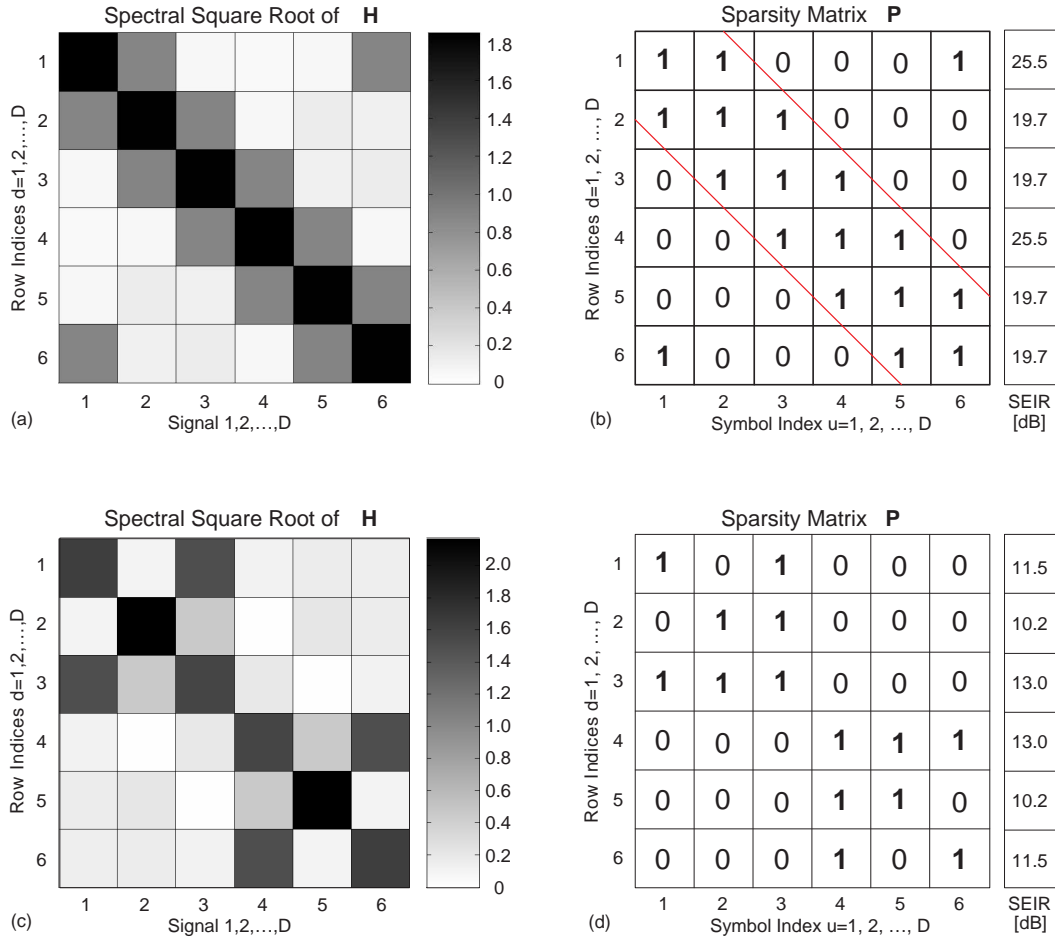 Spectral Square Root of H
Row Indices d=1,2,...,D
1
2
3
4
5
6
1 2 3 4 5 6
Signal 1,2,...,D
1.8
1.6
1.4
1.2
1.0
0.8
0.6
0.4
0.2
0
(a)
Sparsity Matrix P
Row Indices d=1, 2, ..., D
1 1 1 0 0 0 1 25.5
2 1 1 1 0 0 0 19.7
3 0 1 1 1 0 0 19.7
4 0 0 1 1 1 0 25.5
5 0 0 0 1 1 1 19.7
6 1 0 0 0 1 1 19.7
1 2 3 4 5 6
Symbol Index u=1, 2, ..., D
SEIR
[dB]
(b)
Spectral Square Root of H
Row Indices d=1,2,...,D
1
2
3
4
5
6
1 2 3 4 5 6
Signal 1,2,...,D
2.0
1.8
1.6
1.4
1.2
1.0
0.8
0.6
0.4
0.2
0
(c)
Sparsity Matrix P
Row Indices d=1, 2, ..., D
1 1 0 1 0 0 0 11.5
2 0 1 1 0 0 0 10.2
3 1 1 1 0 0 0 13.0
4 0 0 0 1 1 1 13.0
5 0 0 0 1 1 0 10.2
6 0 0 0 1 0 1 11.5
1 2 3 4 5 6
Symbol Index u=1, 2, ..., D
SEIR
[dB]
(d)